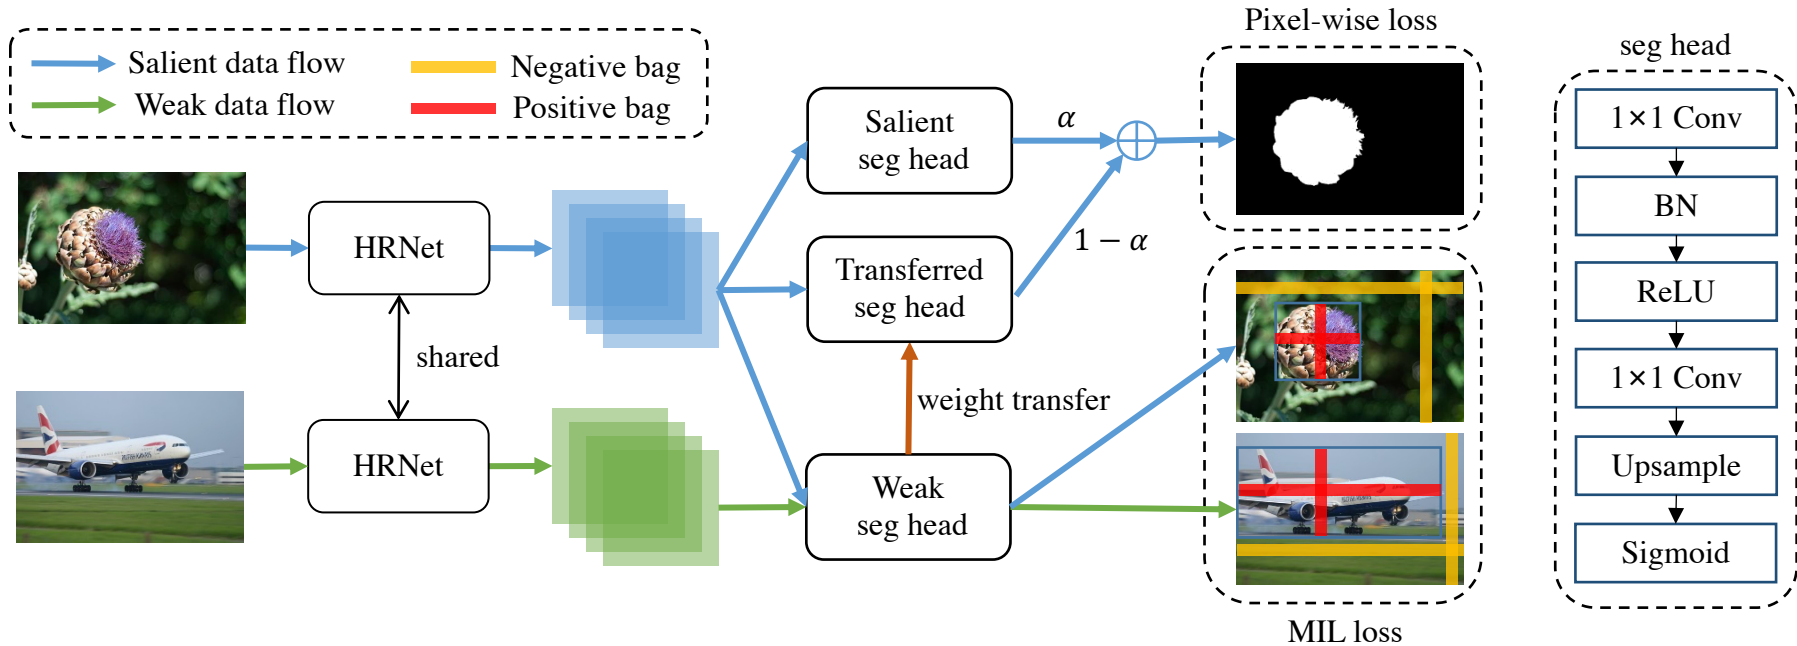 Salient data flow
Weak data flow
Negative bag
Positive bag
HRNet
shared
HRNet
Salient
seg head
Transferred
seg head
weight transfer
Weak
seg head
α
1 − α
Pixel-wise loss
MIL loss
seg head
1×1 Conv
BN
ReLU
1×1 Conv
Upsample
Sigmoid